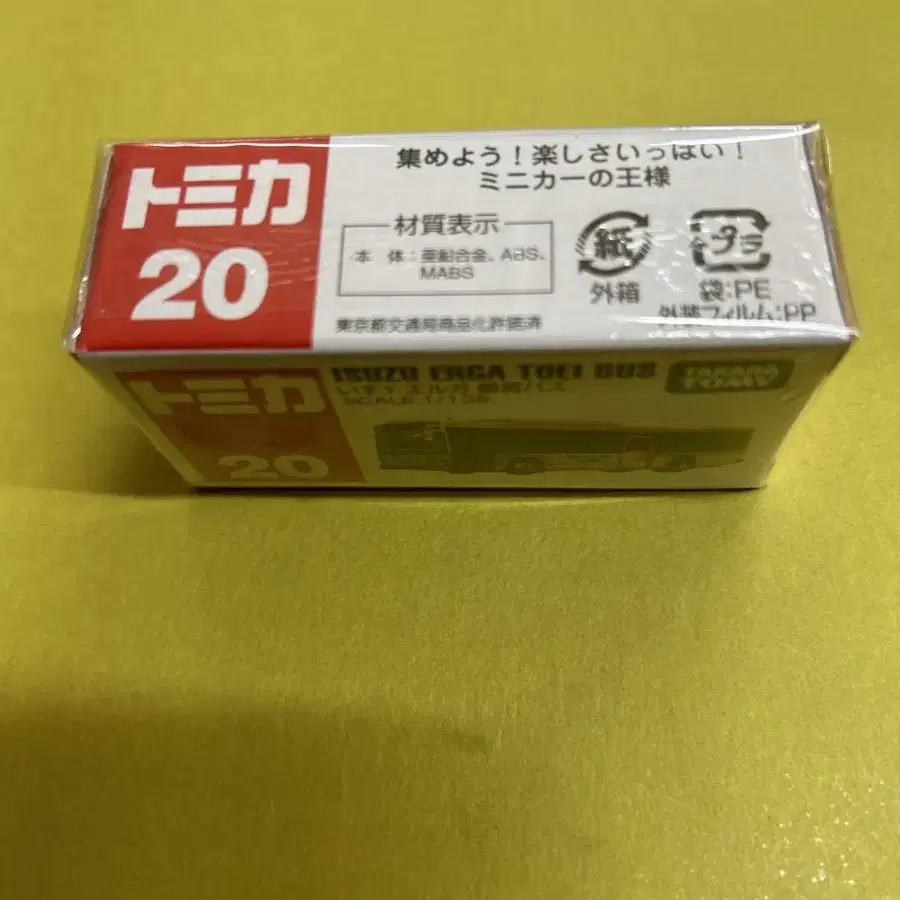 トミカ
20
集めよう！楽しさいっぱい！
ミニカーの王様
材質表示
本 体：亜鉛合金、ABS、
MABS
紙
外箱
プラ
袋：PE
外装フィルム：PP
東京都交通局商品化許諾済
トミカ
20
ISUZU ERGA TOEI BUS
いすゞ エルガ 都営バス
SCALE 1/136
TAKARA
TOMY